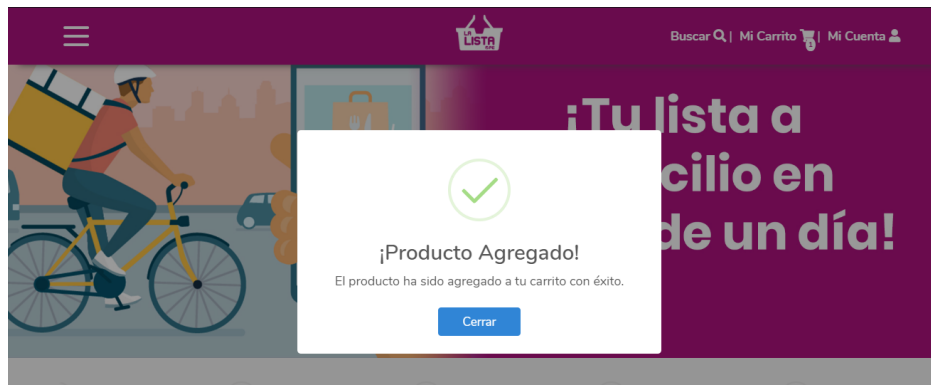 LA
LISTA
Buscar | Mi Carrito | Mi Cuenta
1
¡Tu lista a
cilio en
de un día!
¡Producto Agregado!
El producto ha sido agregado a tu carrito con éxito.
Cerrar